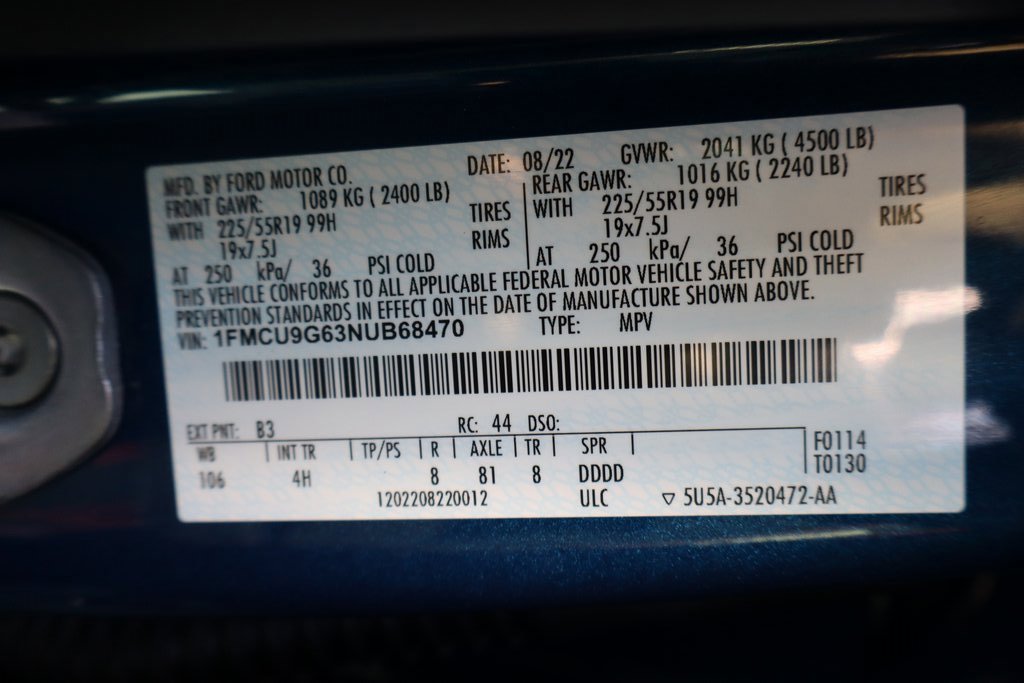 MFD. BY FORD MOTOR CO. DATE: 08/22 GVWR: 2041 KG ( 4500 LB)
FRONT GAWR: 1089 KG ( 2400 LB) REAR GAWR: 1016 KG ( 2240 LB)
WITH 225/55R19 99H TIRES WITH 225/55R19 99H TIRES
19x7.5J RIMS 19x7.5J RIMS
AT 250 kPa/ 36 PSI COLD AT 250 kPa/ 36 PSI COLD
THIS VEHICLE CONFORMS TO ALL APPLICABLE FEDERAL MOTOR VEHICLE SAFETY AND THEFT
PREVENTION STANDARDS IN EFFECT ON THE DATE OF MANUFACTURE SHOWN ABOVE.
VIN: 1FMCU9G63NUB68470 TYPE: MPV
EXT PNT: B3 RC: 44 DSO:
WB INT TR TP/PS R AXLE TR SPR F0114
106 4H 8 81 8 DDDD T0130
1202208220012 ULC ▽ 5U5A-3520472-AA